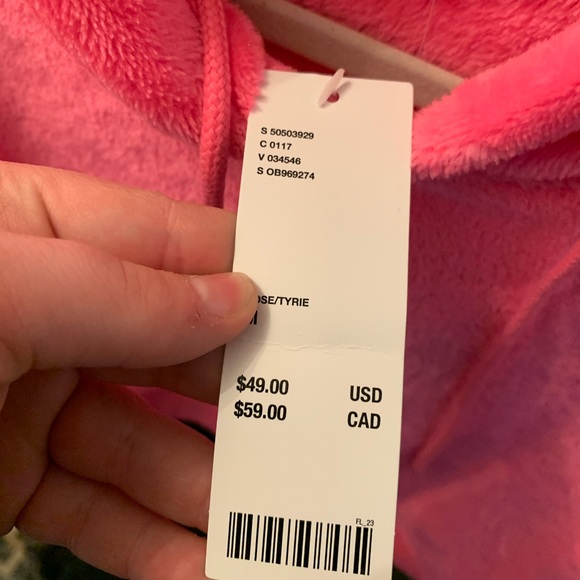 S 50503929
C 0117
V 034546
S OB969274
OSE/TYRIE
$49.00 USD
$59.00 CAD
FL_23